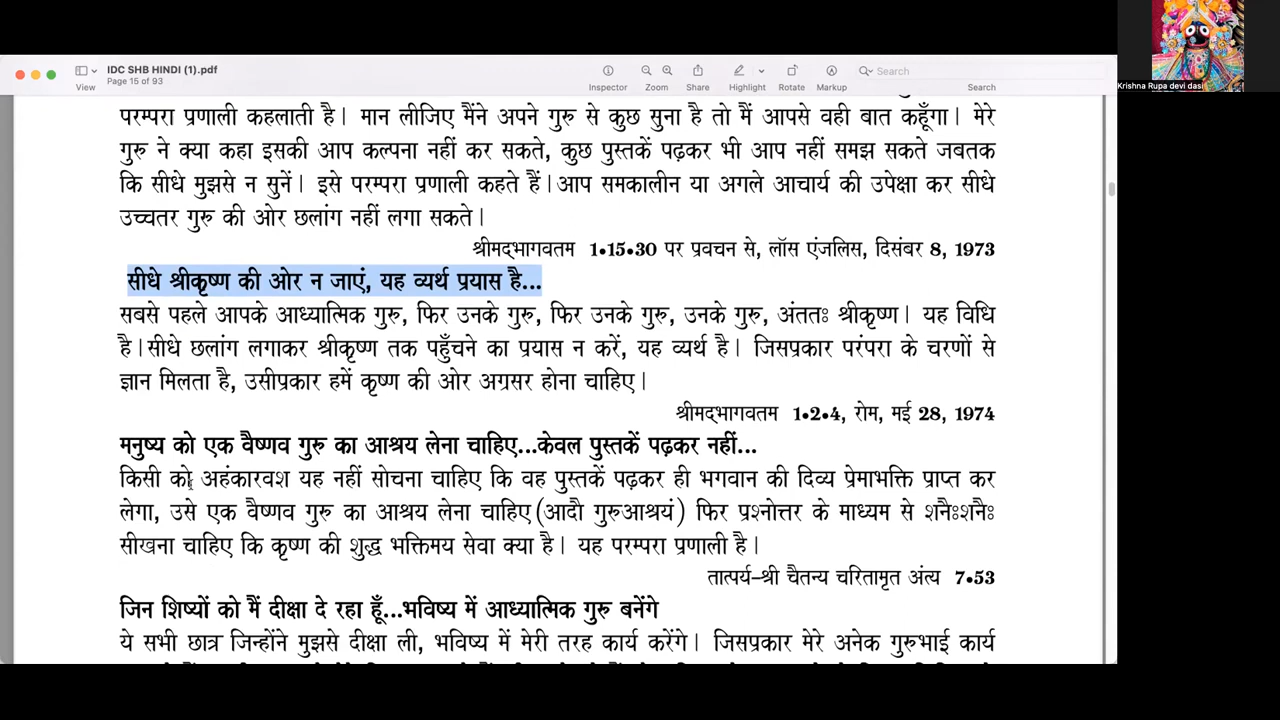 IDC SHB HINDI (1).pdf
Page 15 of 93
View
Inspector
Zoom
Share
Highlight
Rotate
Markup
Search
Search
Krishna Rupa devi dasi
परम्परा प्रणाली कहलाती है। मान लीजिए मैंने अपने गुरु से कुछ सुना है तो मैं आपसे वही बात कहूँगा। मेरे
गुरु ने क्या कहा इसकी आप कल्पना नहीं कर सकते, कुछ पुस्तकें पढ़कर भी आप नहीं समझ सकते जबतक
कि सीधे मुझसे न सुनें। इसे परम्परा प्रणाली कहते हैं।आप समकालीन या अगले आचार्य की उपेक्षा कर सीधे
उच्चतर गुरु की ओर छलांग नहीं लगा सकते।
श्रीमद्भागवतम 1•15•30 पर प्रवचन से, लॉस एंजलिस, दिसंबर 8, 1973
सीधे श्रीकृष्ण की ओर न जाएं, यह व्यर्थ प्रयास है...
सबसे पहले आपके आध्यात्मिक गुरु, फिर उनके गुरु, फिर उनके गुरु, उनके गुरु, अंततः श्रीकृष्ण। यह विधि
है।सीधे छलांग लगाकर श्रीकृष्ण तक पहुँचने का प्रयास न करें, यह व्यर्थ है। जिसप्रकार परंपरा के चरणों से
ज्ञान मिलता है, उसीप्रकार हमें कृष्ण की ओर अग्रसर होना चाहिए।
श्रीमद्भागवतम 1•2•4, रोम, मई 28, 1974
मनुष्य को एक वैष्णव गुरु का आश्रय लेना चाहिए...केवल पुस्तकें पढ़कर नहीं...
किसी को अहंकारवश यह नहीं सोचना चाहिए कि वह पुस्तकें पढ़कर ही भगवान की दिव्य प्रेमाभक्ति प्राप्त कर
लेगा, उसे एक वैष्णव गुरु का आश्रय लेना चाहिए(आदौ गुरुआश्रयं) फिर प्रश्नोत्तर के माध्यम से शनैःशनैः
सीखना चाहिए कि कृष्ण की शुद्ध भक्तिमय सेवा क्या है। यह परम्परा प्रणाली है।
तात्पर्य-श्री चैतन्य चरितामृत अंत्य 7•53
जिन शिष्यों को मैं दीक्षा दे रहा हूँ...भविष्य में आध्यात्मिक गुरु बनेंगे
ये सभी छात्र जिन्होंने मुझसे दीक्षा ली, भविष्य में मेरी तरह कार्य करेंगे। जिसप्रकार मेरे अनेक गुरुभाई कार्य